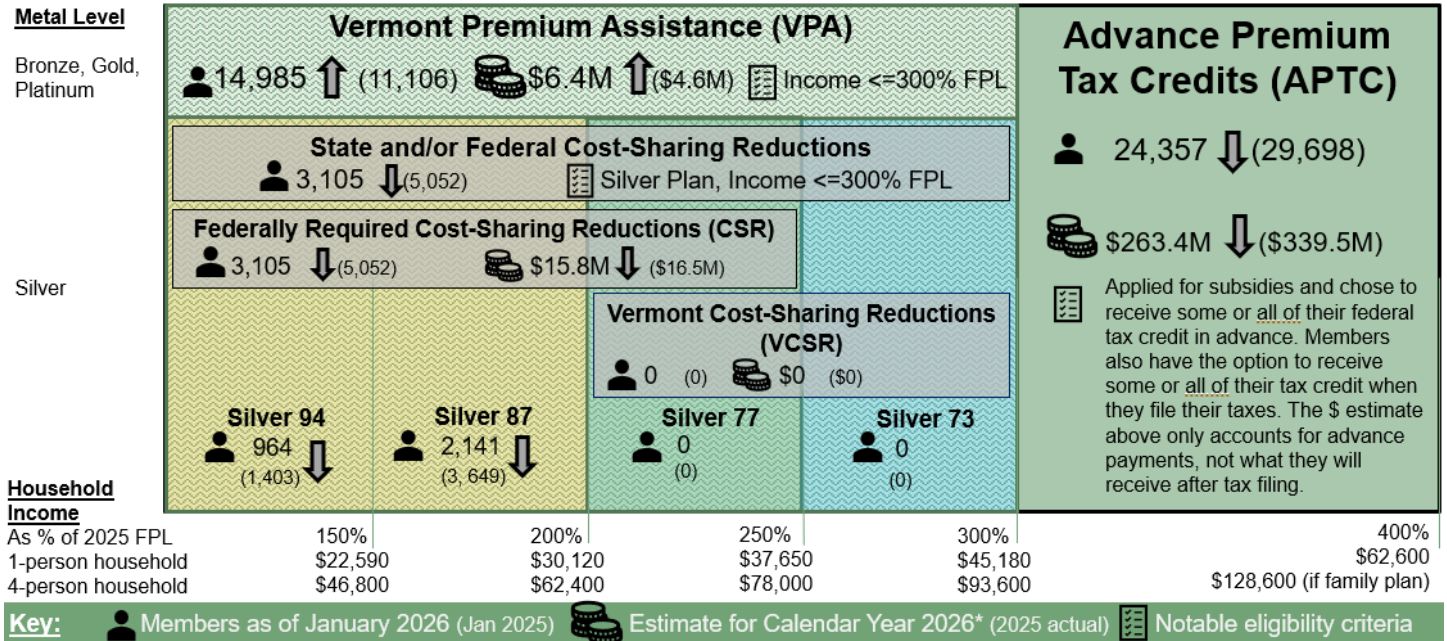 Metal Level
Bronze, Gold,
Platinum
Vermont Premium Assistance (VPA)
14,985 (11,106) $6.4M ($4.6M) Income <=300% FPL
State and/or Federal Cost-Sharing Reductions
3,105 (5,052) Silver Plan, Income <=300% FPL
Federally Required Cost-Sharing Reductions (CSR)
3,105 (5,052) $15.8M ($16.5M)
Silver
Vermont Cost-Sharing Reductions
(VCSR)
0 (0) $0 ($0)
Silver 94
964
(1,403)
Silver 87
2,141
(3, 649)
Silver 77
0
(0)
Silver 73
0
(0)
Advance Premium
Tax Credits (APTC)
24,357 (29,698)
$263.4M ($339.5M)
Applied for subsidies and chose to
receive some or all of their federal
tax credit in advance. Members
also have the option to receive
some or all of their tax credit when
they file their taxes. The $ estimate
above only accounts for advance
payments, not what they will
receive after tax filing.
Household
Income
As % of 2025 FPL 150% 200% 250% 300% 400%
1-person household $22,590 $30,120 $37,650 $45,180 $62,600
4-person household $46,800 $62,400 $78,000 $93,600 $128,600 (if family plan)
Key: Members as of January 2026 (Jan 2025) Estimate for Calendar Year 2026* (2025 actual) Notable eligibility criteria